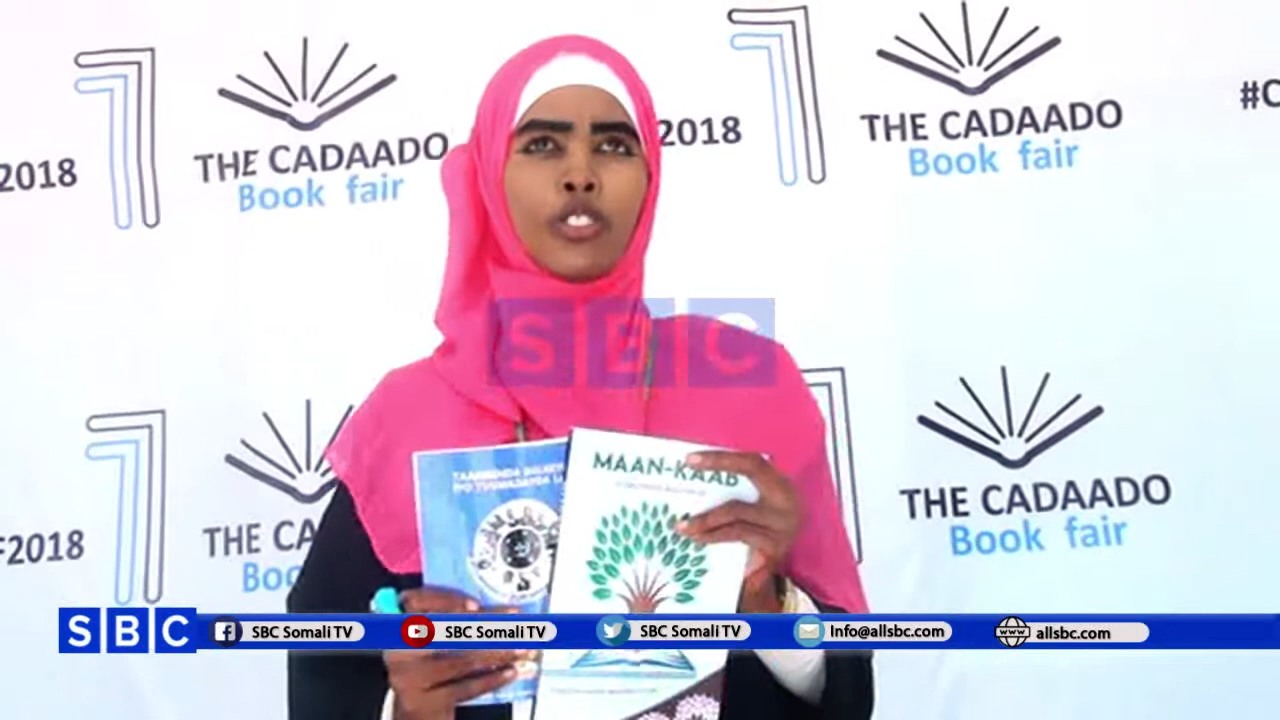 2018
THE CADAADO
Book fair
2018
THE CADAADO
Book fair
#C
SBC
MAAN-KAAB
F2018
THE CA
Boo
THE CADAADO
Book fair
SBC
SBC Somali TV
SBC Somali TV
SBC Somali TV
Info@allsbc.com
allsbc.com